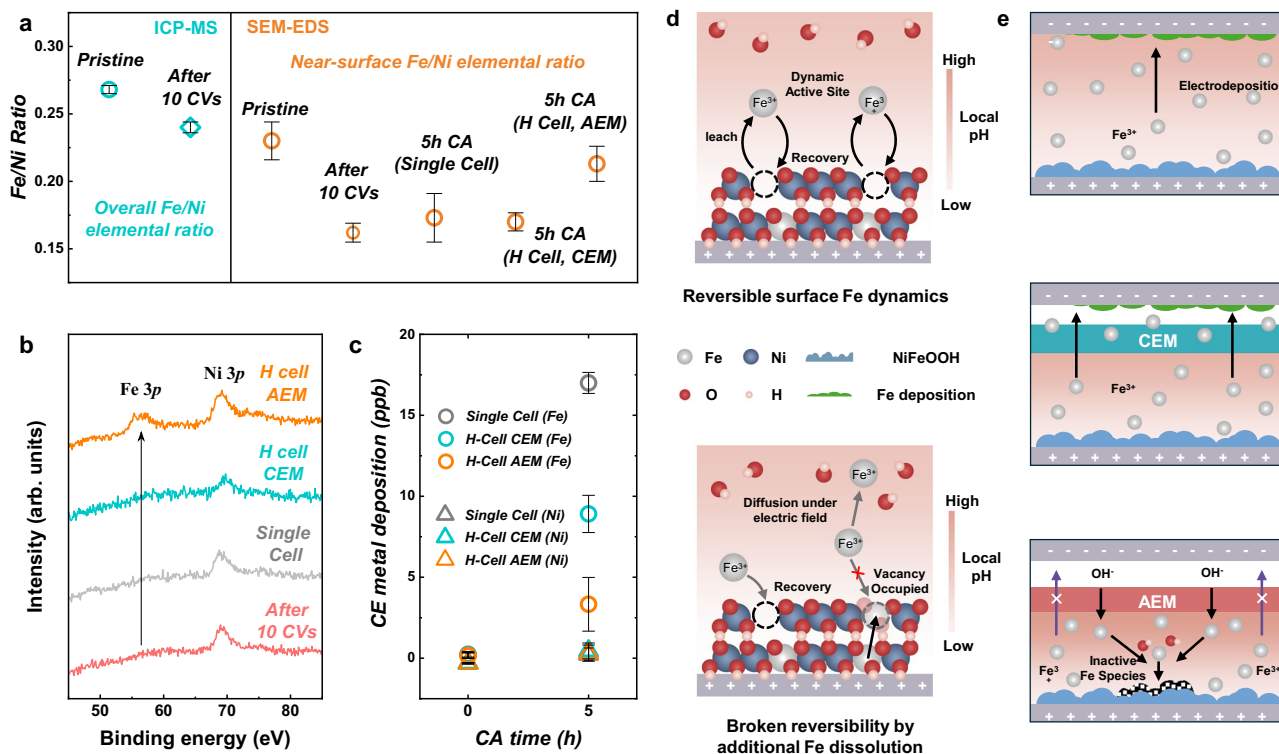 a
ICP-MS
SEM-EDS
Fe/Ni Ratio
0.30
0.25
0.20
0.15
Pristine
After
10 CVs
Overall Fe/Ni
elemental ratio
Near-surface Fe/Ni elemental ratio
Pristine
After
10 CVs
5h CA
(Single Cell)
5h CA
(H Cell, AEM)
5h CA
(H Cell, CEM)
b
Intensity (arb. units)
Fe 3p
Ni 3p
H cell
AEM
H cell
CEM
Single
Cell
After
10 CVs
50 60 70 80
Binding energy (eV)
c
CE metal deposition (ppb)
20
16
12
8
4
0
Single Cell (Fe)
H-Cell CEM (Fe)
H-Cell AEM (Fe)
Single Cell (Ni)
H-Cell CEM (Ni)
H-Cell AEM (Ni)
0 5
CA time (h)
d
Dynamic
Active Site
Fe³⁺
Fe³
+
leach
Recovery
+ + + + + + + + + +
High
Local
pH
Low
Reversible surface Fe dynamics
Fe
Ni
NiFeOOH
O
H
Fe deposition
Fe³⁺
Diffusion under
electric field
Fe³⁺
Fe³⁺
Recovery
Vacancy
Occupied
+ + + + + + + + + +
High
Local
pH
Low
Broken reversibility by
additional Fe dissolution
e
- - - - - - - - - -
Electrodeposition
Fe³⁺
+ + + + + + + + + +
- - - - - - - - - -
CEM
Fe³⁺
+ + + + + + + + + +
- - - - - - - - - -
OH⁻
OH⁻
AEM
Fe³
+
Inactive
Fe Species
Fe³⁺
+ + + + + + + + + +